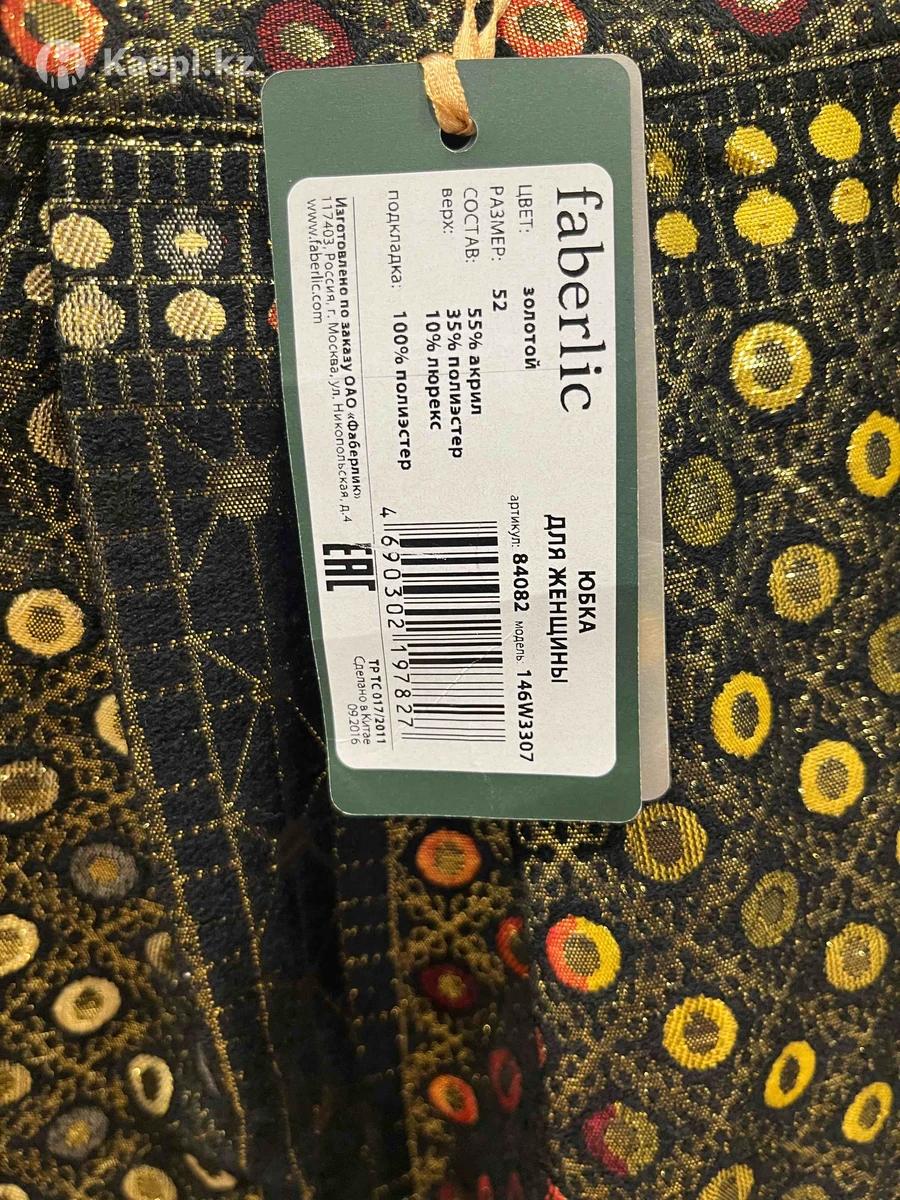 Kaspi.kz
faberlic
ЦВЕТ: золотой
РАЗМЕР: 52
СОСТАВ:
верх: 55% акрил
35% полиэстер
10% люрекс
подкладка: 100% полиэстер
Изготовлено по заказу ОАО «Фаберлик»
117403, Россия, г. Москва, ул. Никопольская, д.4
www.faberlic.com
ЮБКА
ДЛЯ ЖЕНЩИНЫ
артикул: 84082 модель 146W3307
4 690302 197827
EAC
ТР ТС 017/2011
Сделано в Китае
09.2016